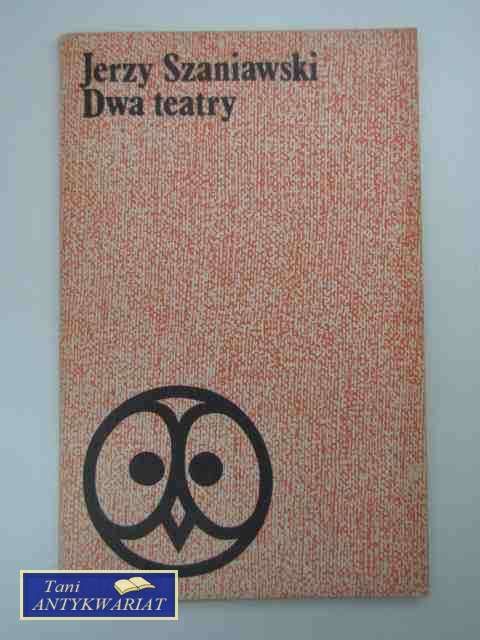 Jerzy Szaniawski
Dwa teatry
Tani
ANTYKWARIAT